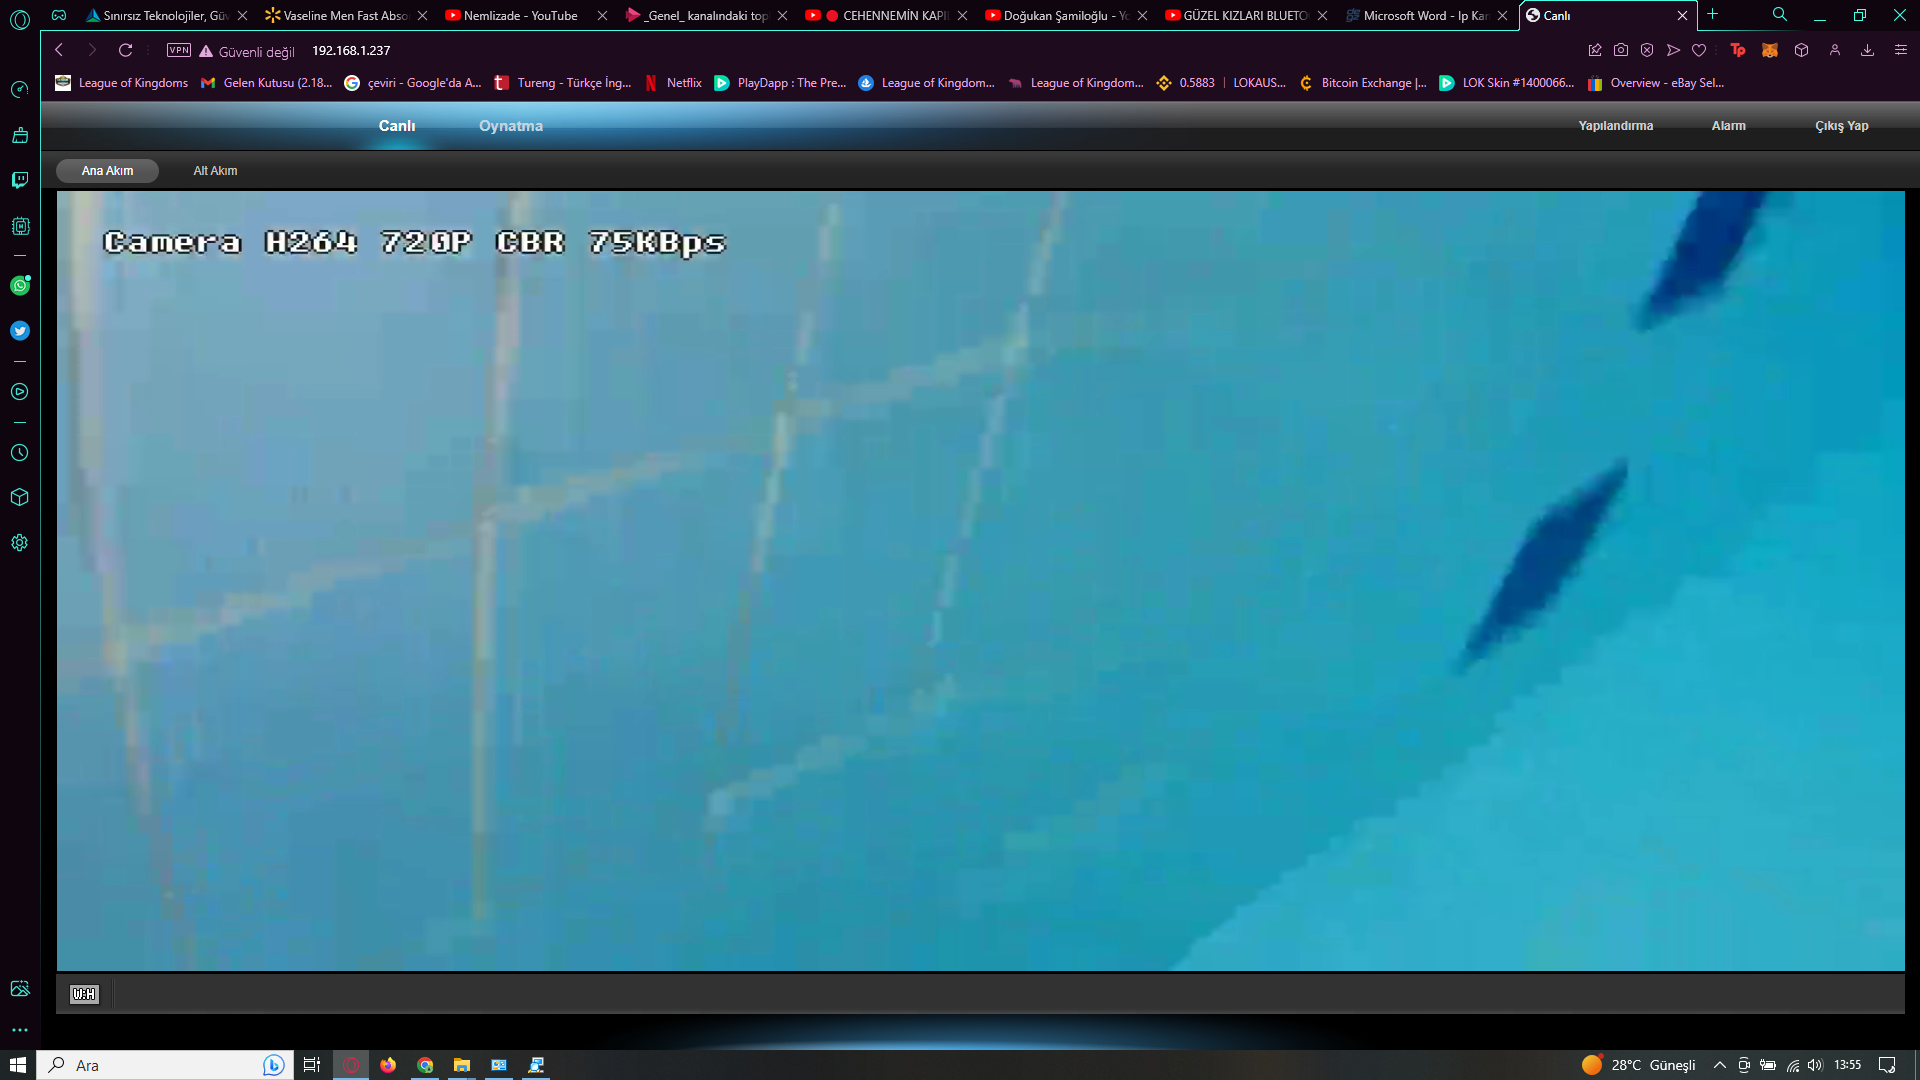 Sınırsız Teknolojiler, Gü
Vaseline Men Fast Abso
Nemlizade - YouTube
_Genel_ kanalındaki top
CEHENNEMİN KAPI
Doğukan Şamiloğlu - Yo
GÜZEL KIZLARI BLUETO
Microsoft Word - Ip Kar
Canlı
VPN Güvenli değil 192.168.1.237
League of Kingdoms
Gelen Kutusu (2.18...
çeviri - Google'da A...
Tureng - Türkçe İng...
Netflix
PlayDapp : The Pre...
League of Kingdom...
League of Kingdom...
0.5883 | LOKAUS...
Bitcoin Exchange |...
LOK Skin #1400066...
Overview - eBay Sel...
Canlı Oynatma Yapılandırma Alarm Çıkış Yap
Ana Akım Alt Akım
Camera H264 720P CBR 75KBps
W:H
Ara 28°C Güneşli 13:55